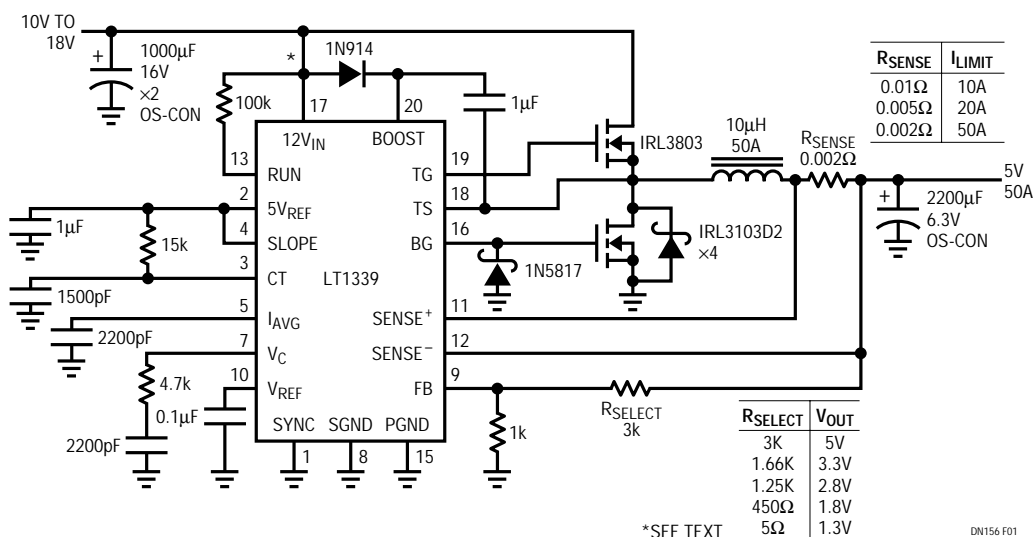 10V TO
18V
+
1000µF
16V
×2
OS-CON
*
1N914
100k
17
20
1µF
12VIN
BOOST
13
RUN
19
TG
IRL3803
2
5VREF
18
TS
1µF
15k
4
SLOPE
16
BG
3
CT
LT1339
1N5817
IRL3103D2
×4
1500pF
5
IAVG
11
SENSE+
2200pF
7
VC
12
SENSE–
4.7k
10
VREF
9
FB
RSELECT
3k
0.1µF
1k
2200pF
SYNC
SGND
PGND
1
8
15
10µH
50A
RSENSE
0.002Ω
+
2200µF
6.3V
OS-CON
5V
50A
RSENSE ILIMIT
0.01Ω 10A
0.005Ω 20A
0.002Ω 50A
RSELECT VOUT
3K 5V
1.66K 3.3V
1.25K 2.8V
450Ω 1.8V
5Ω 1.3V
*SEE TEXT
DN156 F01